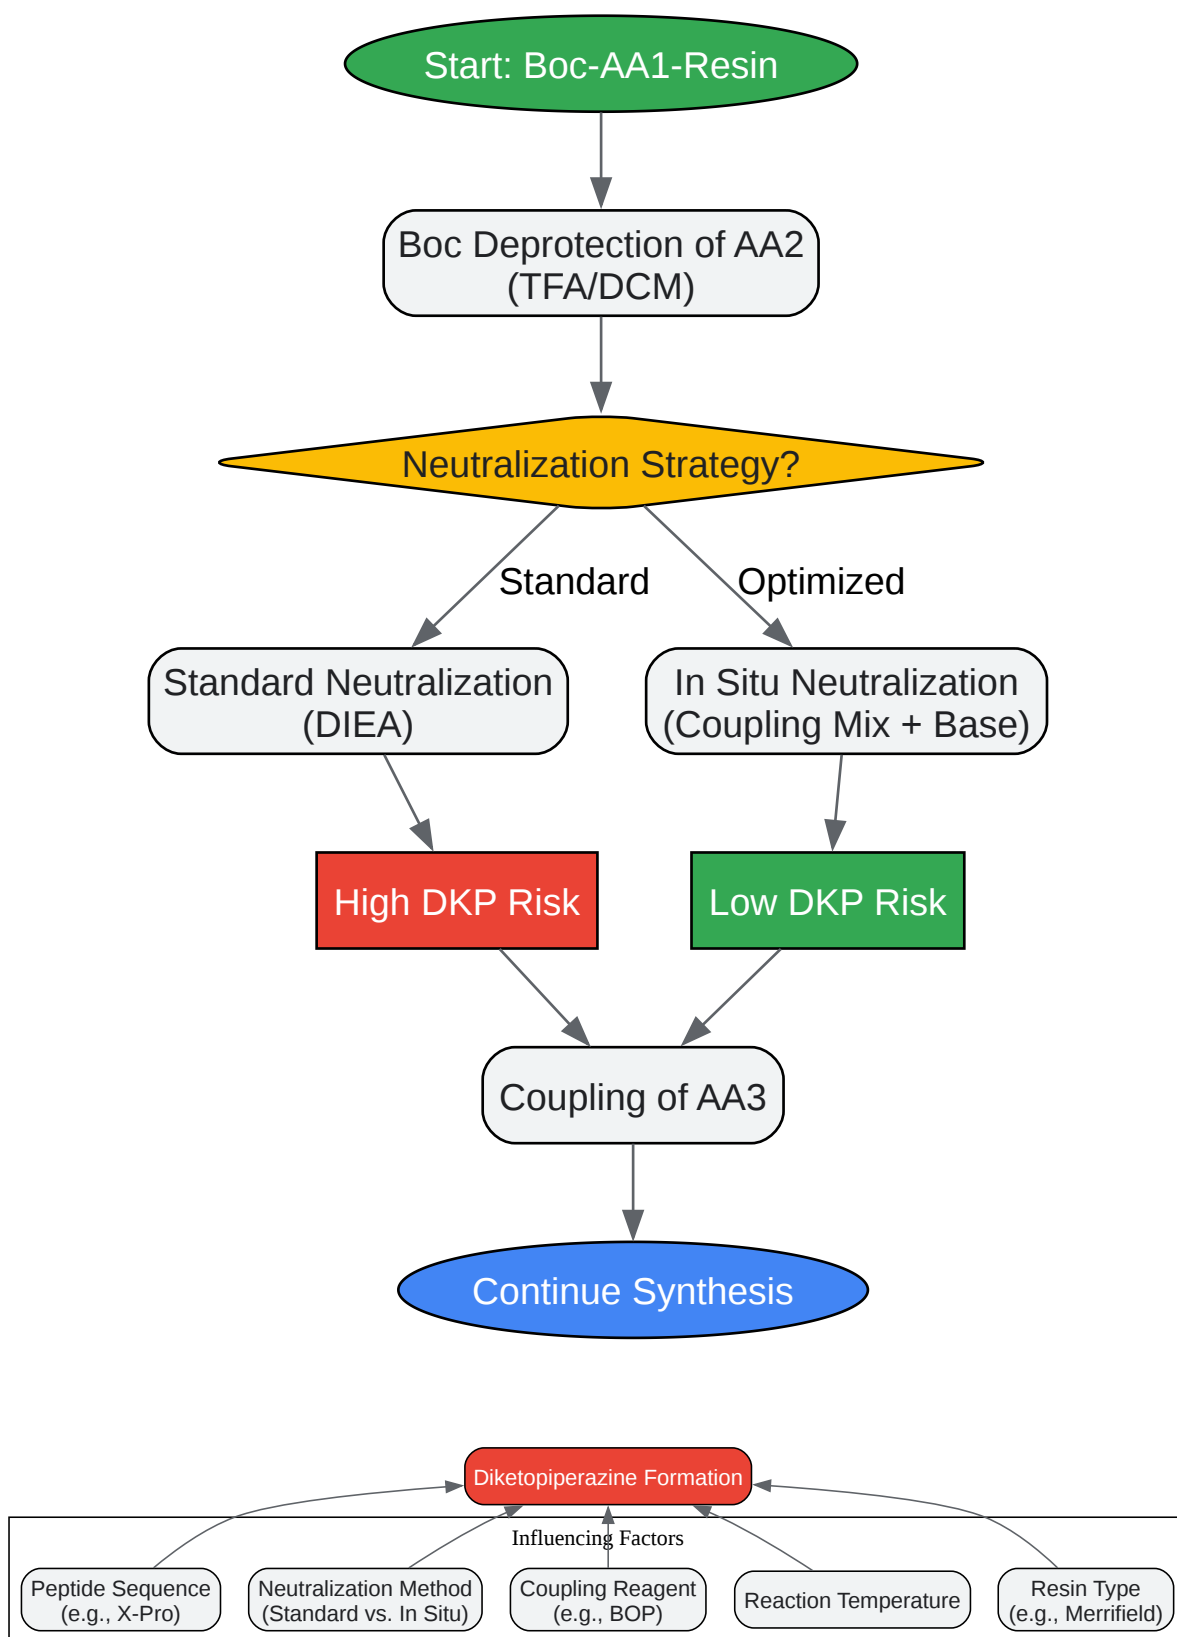 Start: Boc-AA1-Resin
Boc Deprotection of AA2
(TFA/DCM)
Neutralization Strategy?
Standard
Optimized
Standard Neutralization
(DIEA)
In Situ Neutralization
(Coupling Mix + Base)
High DKP Risk
Low DKP Risk
Coupling of AA3
Continue Synthesis
Diketopiperazine Formation
Influencing Factors
Peptide Sequence
(e.g., X-Pro)
Neutralization Method
(Standard vs. In Situ)
Coupling Reagent
(e.g., BOP)
Reaction Temperature
Resin Type
(e.g., Merrifield)